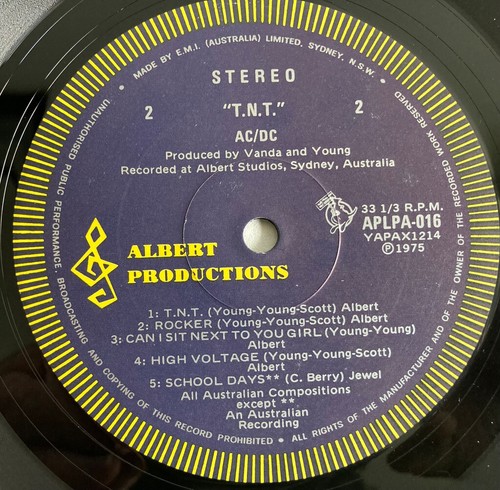 • MADE BY E.M.I. (AUSTRALIA) LIMITED, SYDNEY, N.S.W. •
UNAUTHORISED PUBLIC PERFORMANCE, BROADCASTING AND COPYING OF THIS RECORD PROHIBITED • ALL RIGHTS OF THE MANUFACTURER AND OF THE OWNER OF THE RECORDED WORK RESERVED
STEREO
2 "T.N.T." 2
AC/DC
Produced by Vanda and Young
Recorded at Albert Studios, Sydney, Australia
33 1/3 R.P.M.
APLPA-016
YAPAX1214
Ⓟ1975
ALBERT
PRODUCTIONS
1: T.N.T. (Young-Young-Scott) Albert
2: ROCKER (Young-Young-Scott) Albert
3: CAN I SIT NEXT TO YOU GIRL (Young-Young)
Albert
4: HIGH VOLTAGE (Young-Young-Scott)
Albert
5: SCHOOL DAYS** (C. Berry) Jewel
All Australian Compositions
except **
An Australian
Recording